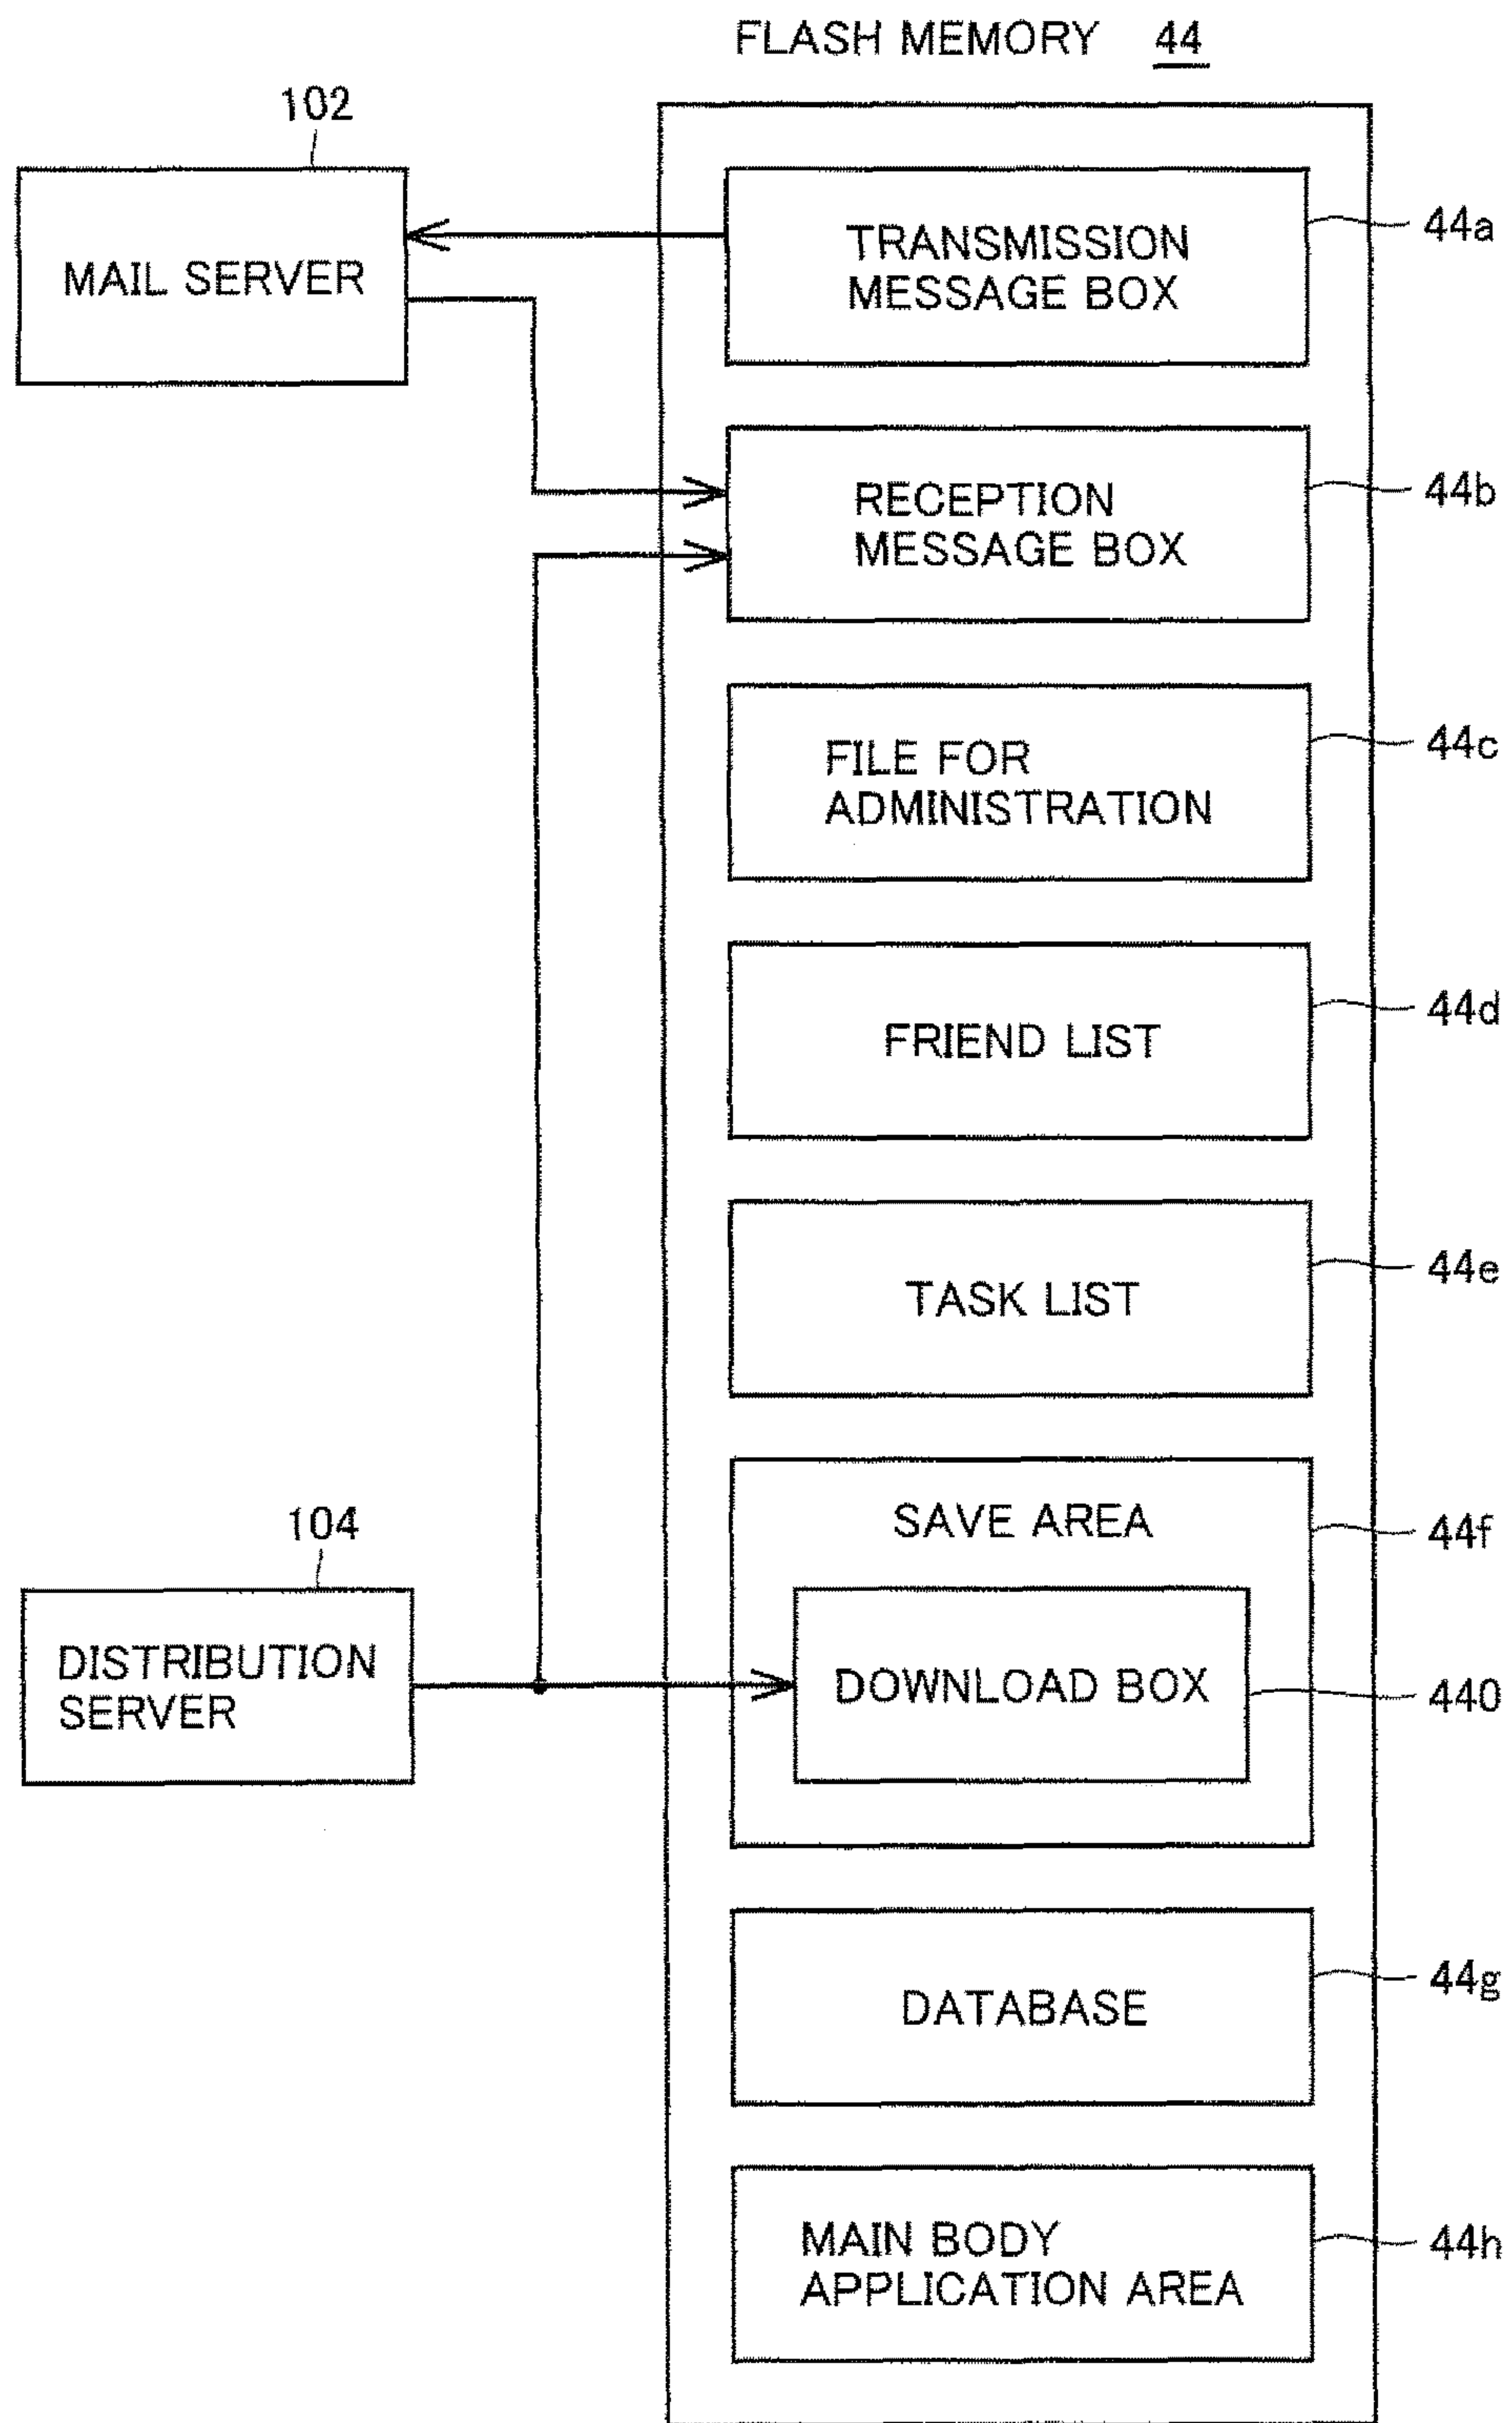 FLASH MEMORY 44
102
MAIL SERVER
TRANSMISSION
MESSAGE BOX
44a
RECEPTION
MESSAGE BOX
44b
FILE FOR
ADMINISTRATION
44c
FRIEND LIST
44d
TASK LIST
44e
SAVE AREA
44f
104
DISTRIBUTION
SERVER
DOWNLOAD BOX
440
DATABASE
44g
MAIN BODY
APPLICATION AREA
44h